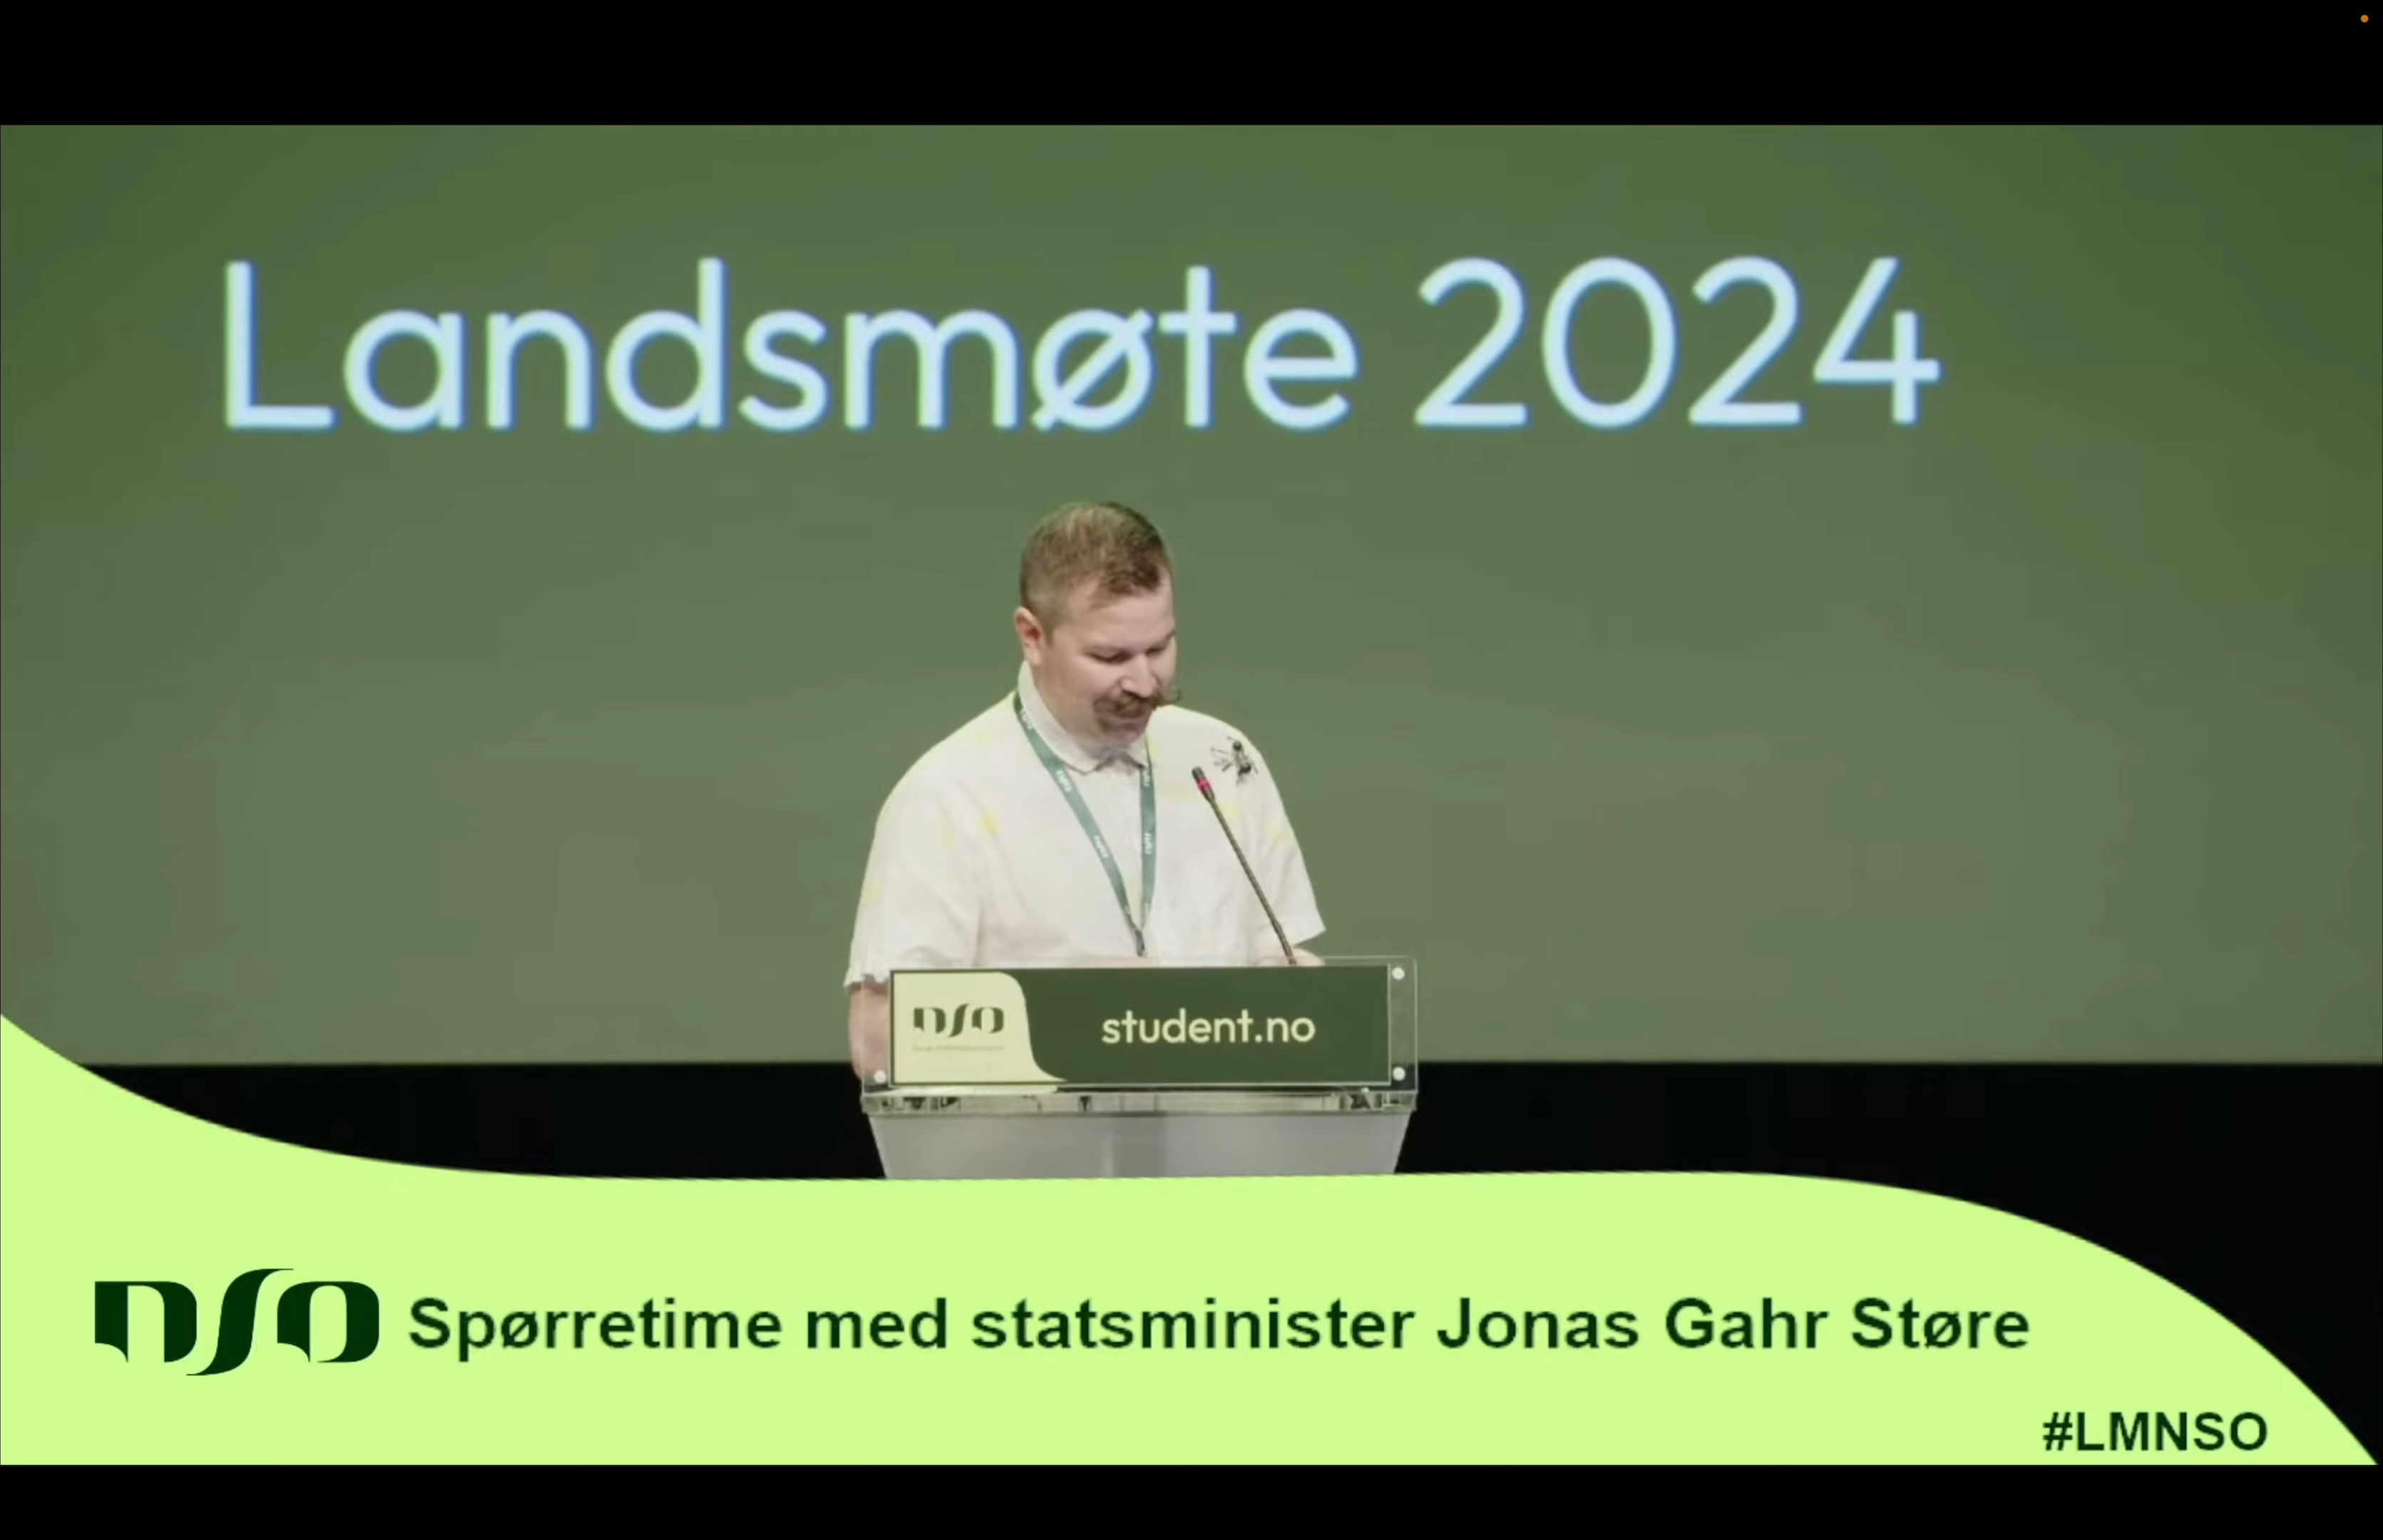 Landsmøte 2024
nso
student.no
nso Spørretime med statsminister Jonas Gahr Støre
#LMNSO